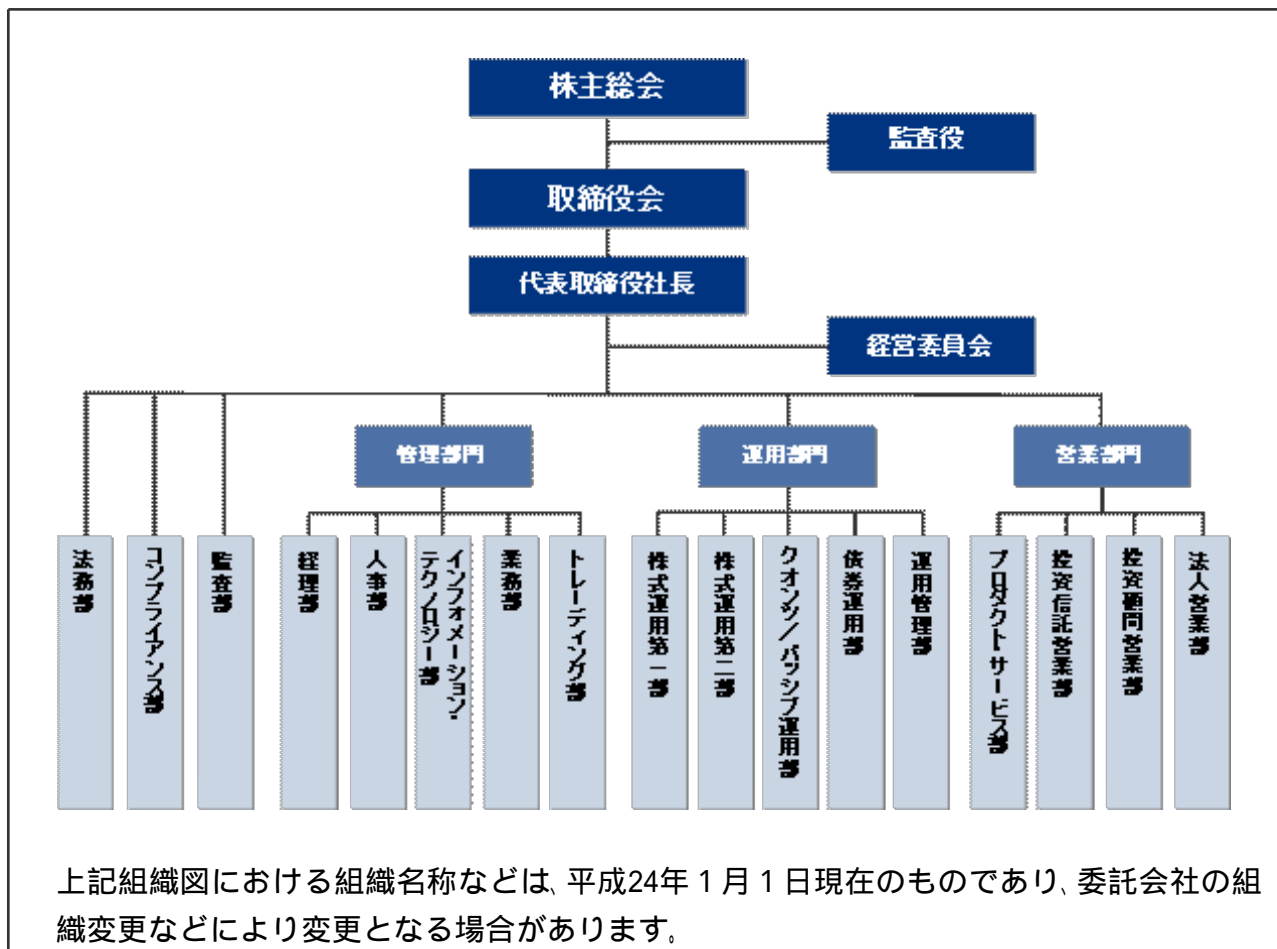 株主総会
監査役
取締役会
代表取締役社長
経営委員会
管理部門
運用部門
営業部門
法務部
コンプライアンス部
監査部
経理部
人事部
インフォメーション・
テクノロジー部
業務部
トレーディング部
株式運用第一部
株式運用第二部
クオンツ/パッシブ運用部
債券運用部
運用管理部
プロダクト・サービス部
投資信託営業部
投資顧問営業部
法人営業部
上記組織図における組織名称などは、平成24年1月1日現在のものであり、委託会社の組
織変更などにより変更となる場合があります。